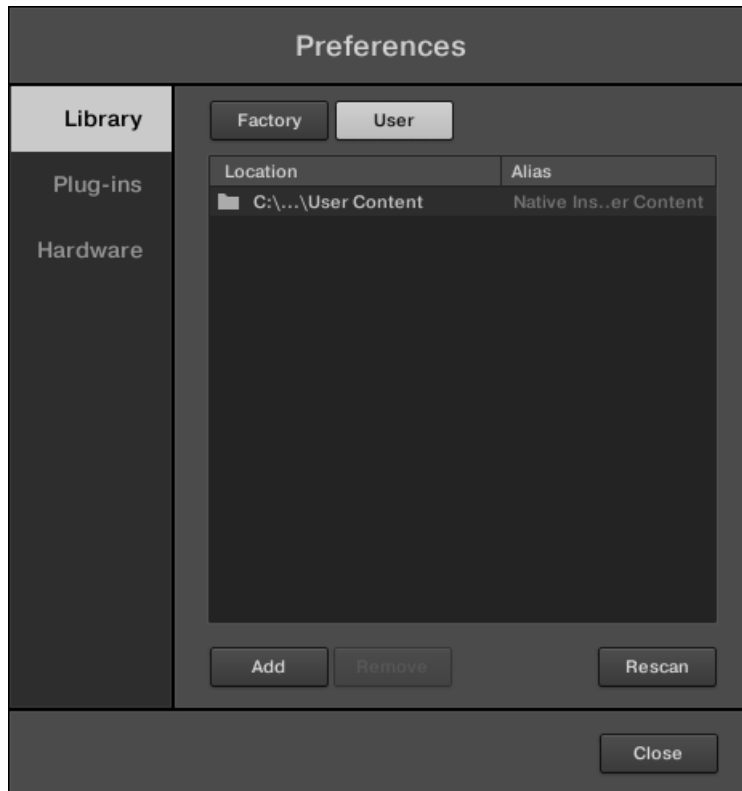 Preferences
Library
Plug-ins
Hardware
Factory User
Location Alias
C:\...\User Content Native Ins..er Content
Add Remove Rescan
Close